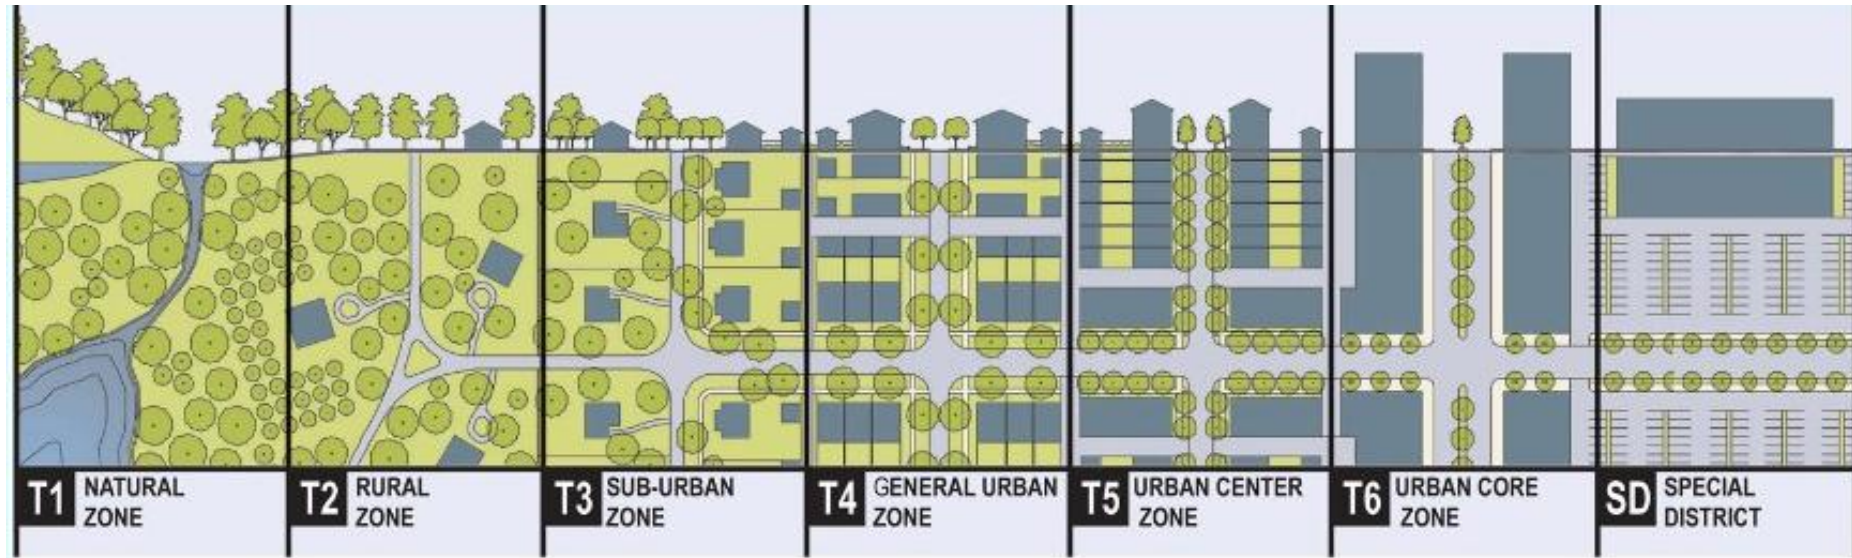 T1 NATURAL
ZONE
T2 RURAL
ZONE
T3 SUB-URBAN
ZONE
T4 GENERAL URBAN
ZONE
T5 URBAN CENTER
ZONE
T6 URBAN CORE
ZONE
SD SPECIAL
DISTRICT